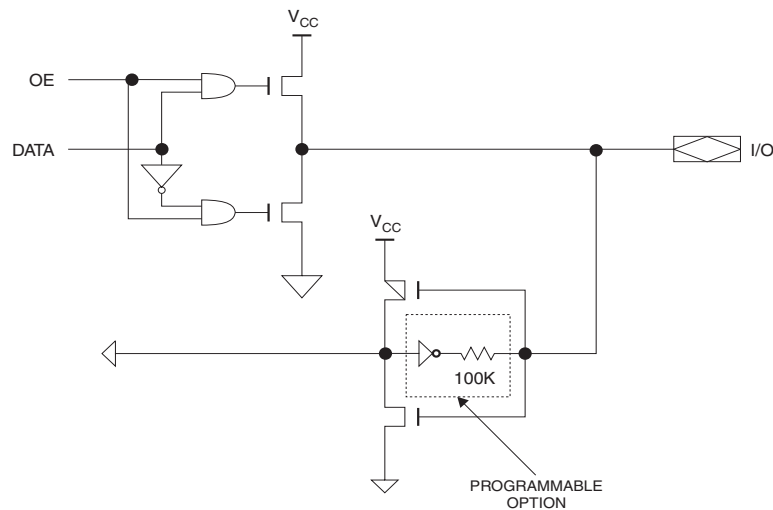 VCC
OE
DATA
I/O
VCC
100K
PROGRAMMABLE
OPTION